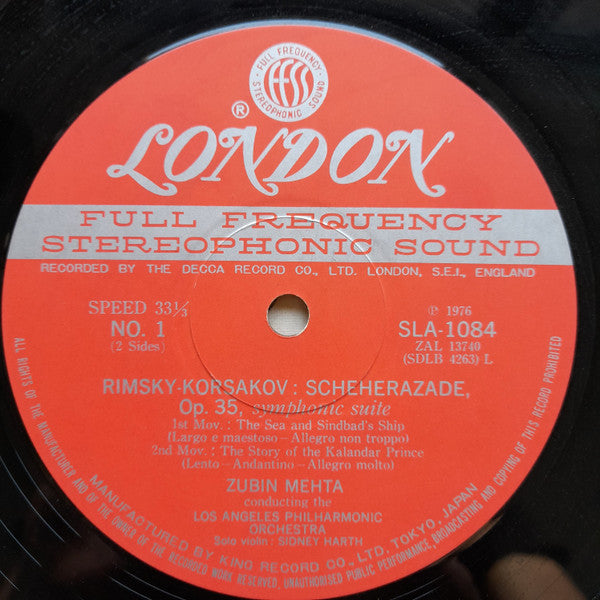 FULL FREQUENCY
ffss
STEREOPHONIC SOUND
®
LONDON
FULL FREQUENCY
STEREOPHONIC SOUND
RECORDED BY THE DECCA RECORD CO., LTD. LONDON, S.E.I., ENGLAND
SPEED 33⅓
NO. 1
(2 Sides)
℗ 1976
SLA-1084
ZAL 13740
(SDLB 4263) L
RIMSKY-KORSAKOV : SCHEHERAZADE,
Op. 35, symphonic suite
1st Mov. : The Sea and Sindbad's Ship
(Largo e maestoso—Allegro non troppo)
2nd Mov. : The Story of the Kalandar Prince
(Lento—Andantino—Allegro molto)
ZUBIN MEHTA
conducting the
LOS ANGELES PHILHARMONIC
ORCHESTRA
Solo violin : SIDNEY HARTH
MANUFACTURED BY KING RECORD CO., LTD, TOKYO, JAPAN
ALL RIGHTS OF THE MANUFACTURER AND OF THE OWNER OF THE RECORDED WORK RESERVED, UNAUTHORISED PUBLIC PERFORMANCE, BROADCASTING AND COPYING OF THIS RECORD PROHIBITED